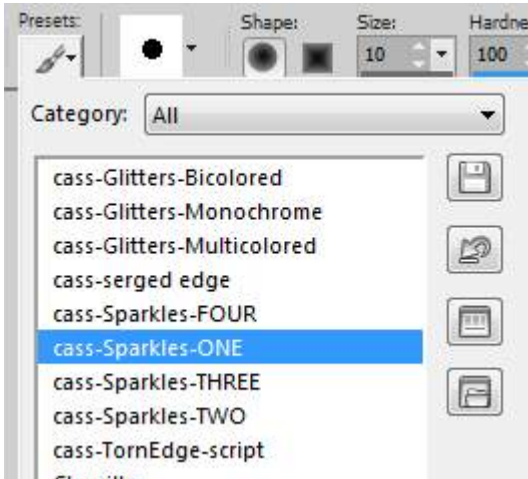 Presets: Shape: Size:
10 100
Category: All
cass-Glitters-Bicolored
cass-Glitters-Monochrome
cass-Glitters-Multicolored
cass-serged edge
cass-Sparkles-FOUR
cass-Sparkles-ONE
cass-Sparkles-THREE
cass-Sparkles-TWO
cass-TornEdge-script